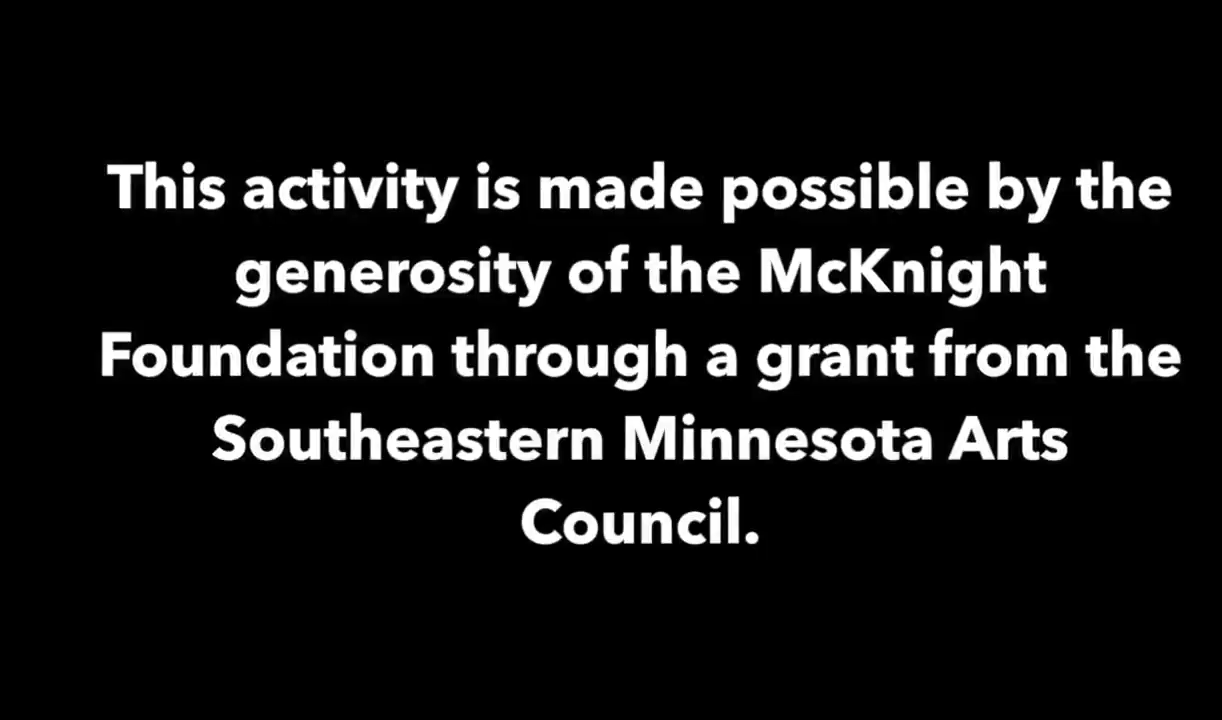 This activity is made possible by the
generosity of the McKnight
Foundation through a grant from the
Southeastern Minnesota Arts
Council.